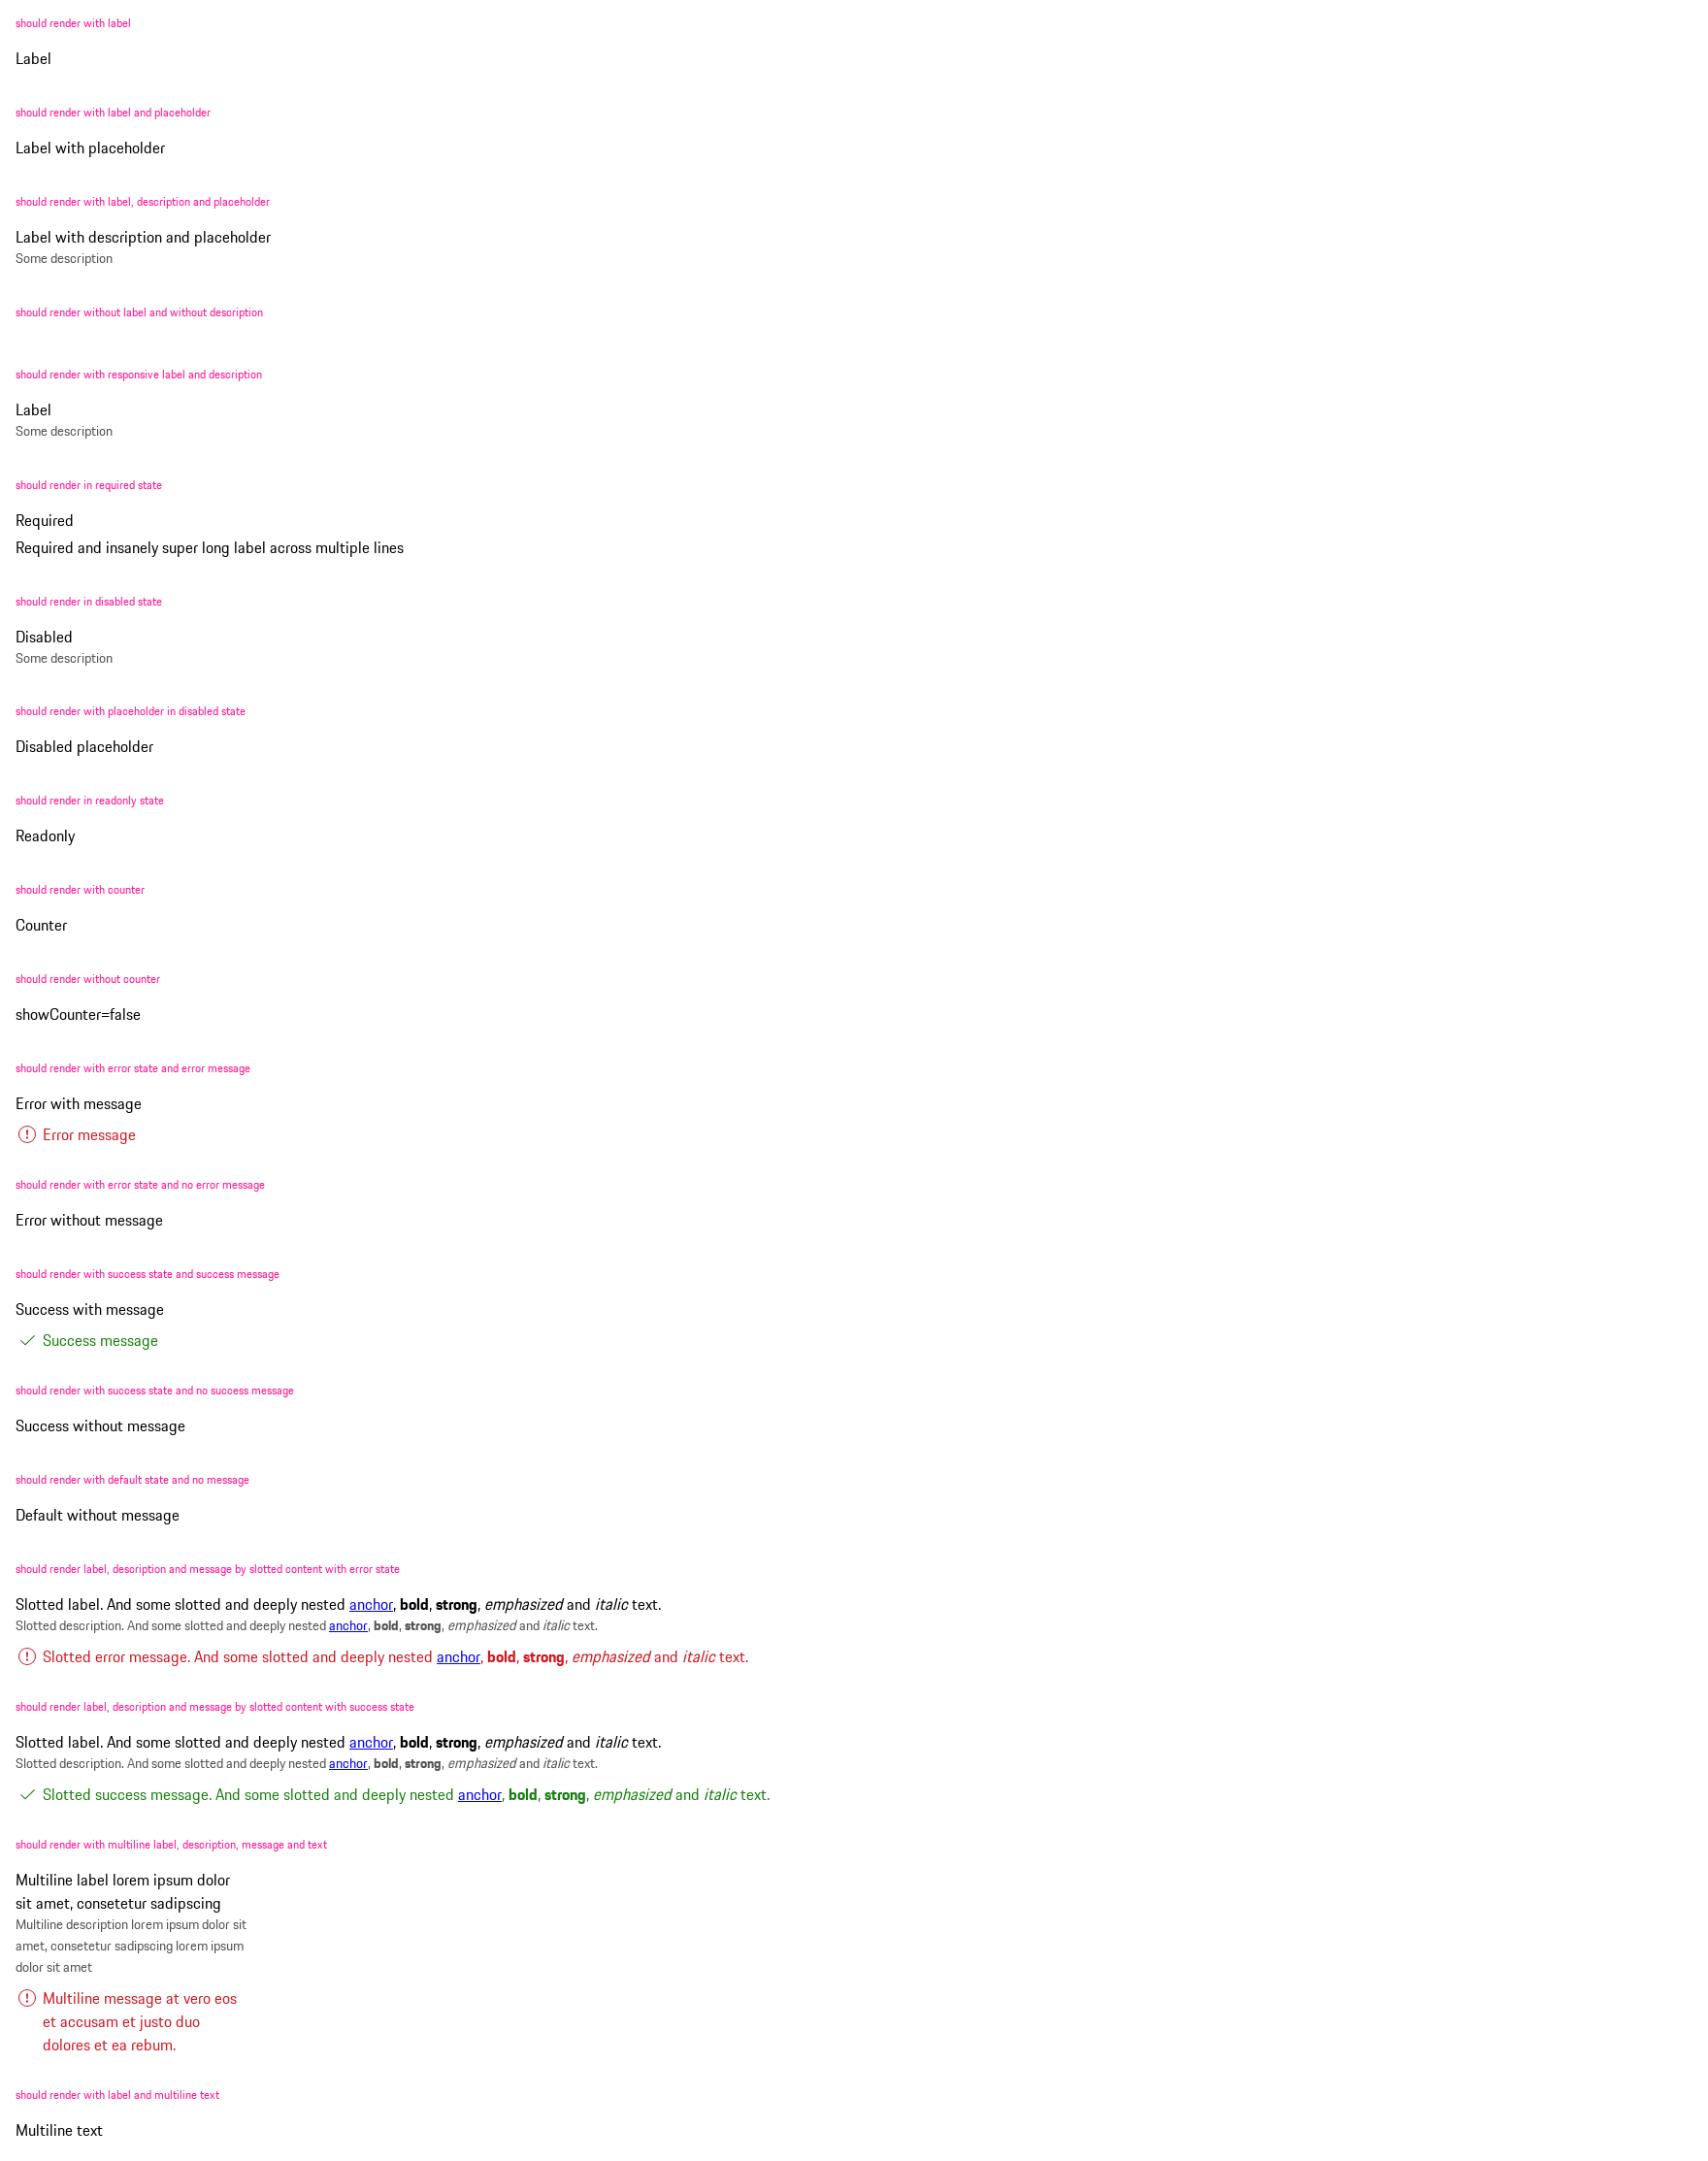 should render with label
Label
should render with label and placeholder
Label with placeholder
should render with label, description and placeholder
Label with description and placeholder
Some description
should render without label and without description
should render with responsive label and description
Label
Some description
should render in required state
Required
Required and insanely super long label across multiple lines
should render in disabled state
Disabled
Some description
should render with placeholder in disabled state
Disabled placeholder
should render in readonly state
Readonly
should render with counter
Counter
should render without counter
showCounter=false
should render with error state and error message
Error with message
Error message
should render with error state and no error message
Error without message
should render with success state and success message
Success with message
Success message
should render with success state and no success message
Success without message
should render with default state and no message
Default without message
should render label, description and message by slotted content with error state
Slotted label. And some slotted and deeply nested anchor, bold, strong, emphasized and italic text.
Slotted description. And some slotted and deeply nested anchor, bold, strong, emphasized and italic text.
Slotted error message. And some slotted and deeply nested anchor, bold, strong, emphasized and italic text.
should render label, description and message by slotted content with success state
Slotted label. And some slotted and deeply nested anchor, bold, strong, emphasized and italic text.
Slotted description. And some slotted and deeply nested anchor, bold, strong, emphasized and italic text.
Slotted success message. And some slotted and deeply nested anchor, bold, strong, emphasized and italic text.
should render with multiline label, description, message and text
Multiline label lorem ipsum dolor
sit amet, consetetur sadipscing
Multiline description lorem ipsum dolor sit
amet, consetetur sadipscing lorem ipsum
dolor sit amet
Multiline message at vero eos
et accusam et justo duo
dolores et ea rebum.
should render with label and multiline text
Multiline text